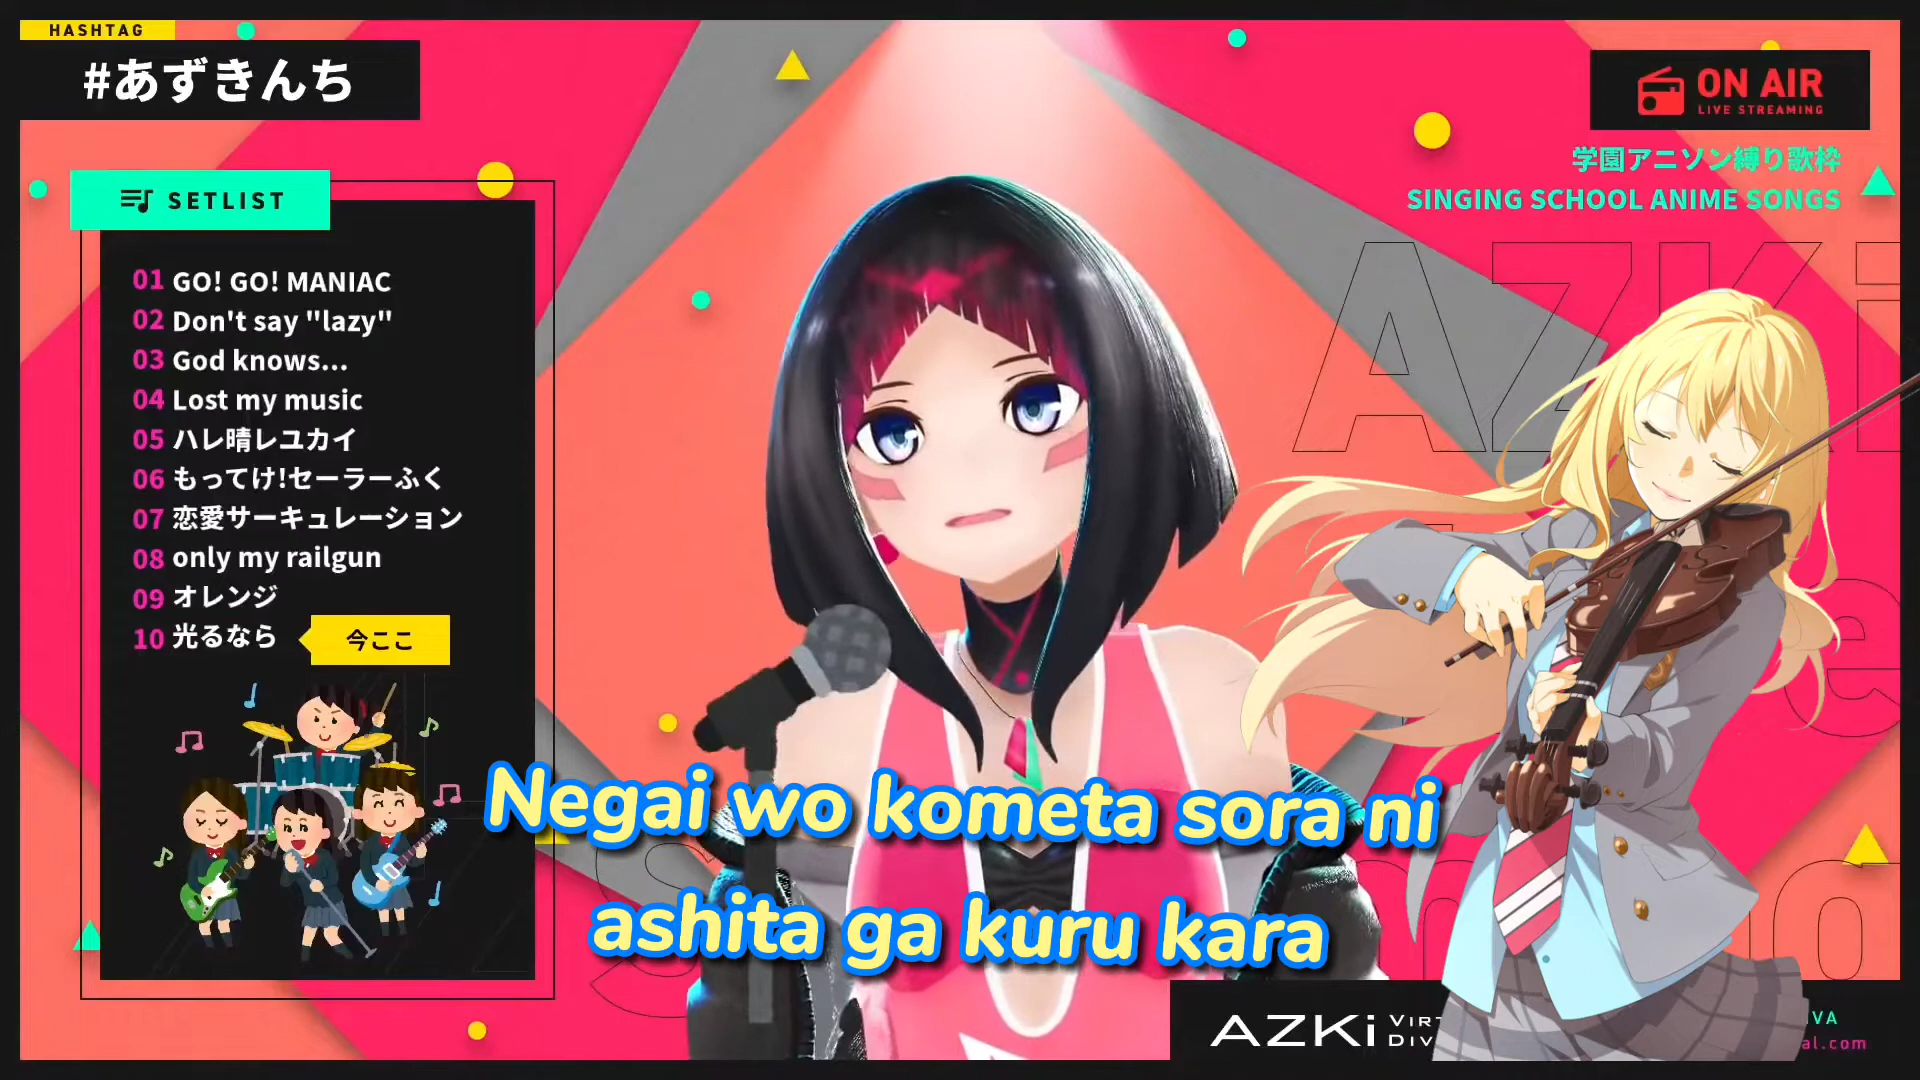 HASHTAG
#あずきんち
ON AIR
LIVE STREAMING
学園アニソン縛り歌枠
SINGING SCHOOL ANIME SONGS
SETLIST
01 GO! GO! MANIAC
02 Don't say "lazy"
03 God knows...
04 Lost my music
05 ハレ晴レユカイ
06 もってけ!セーラーふく
07 恋愛サーキュレーション
08 only my railgun
09 オレンジ
10 光るなら
今ここ
AZKi
Negai wo kometa sora ni
ashita ga kuru kara
AZKi